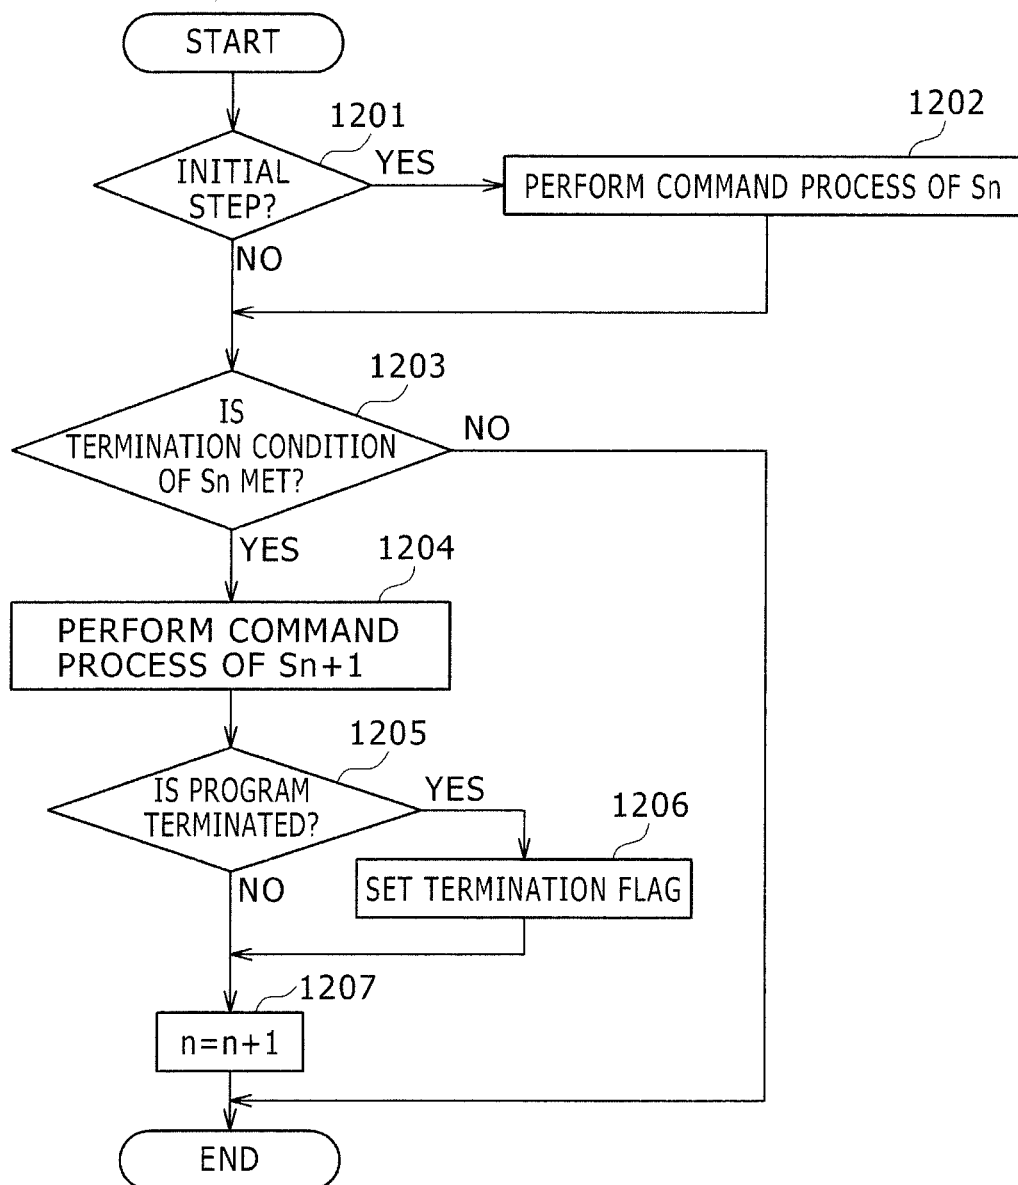 START
1201
INITIAL
STEP?
YES
1202
PERFORM COMMAND PROCESS OF Sn
NO
1203
IS
TERMINATION CONDITION
OF Sn MET?
NO
YES
1204
PERFORM COMMAND
PROCESS OF Sn+1
1205
IS PROGRAM
TERMINATED?
YES
1206
SET TERMINATION FLAG
NO
1207
n=n+1
END